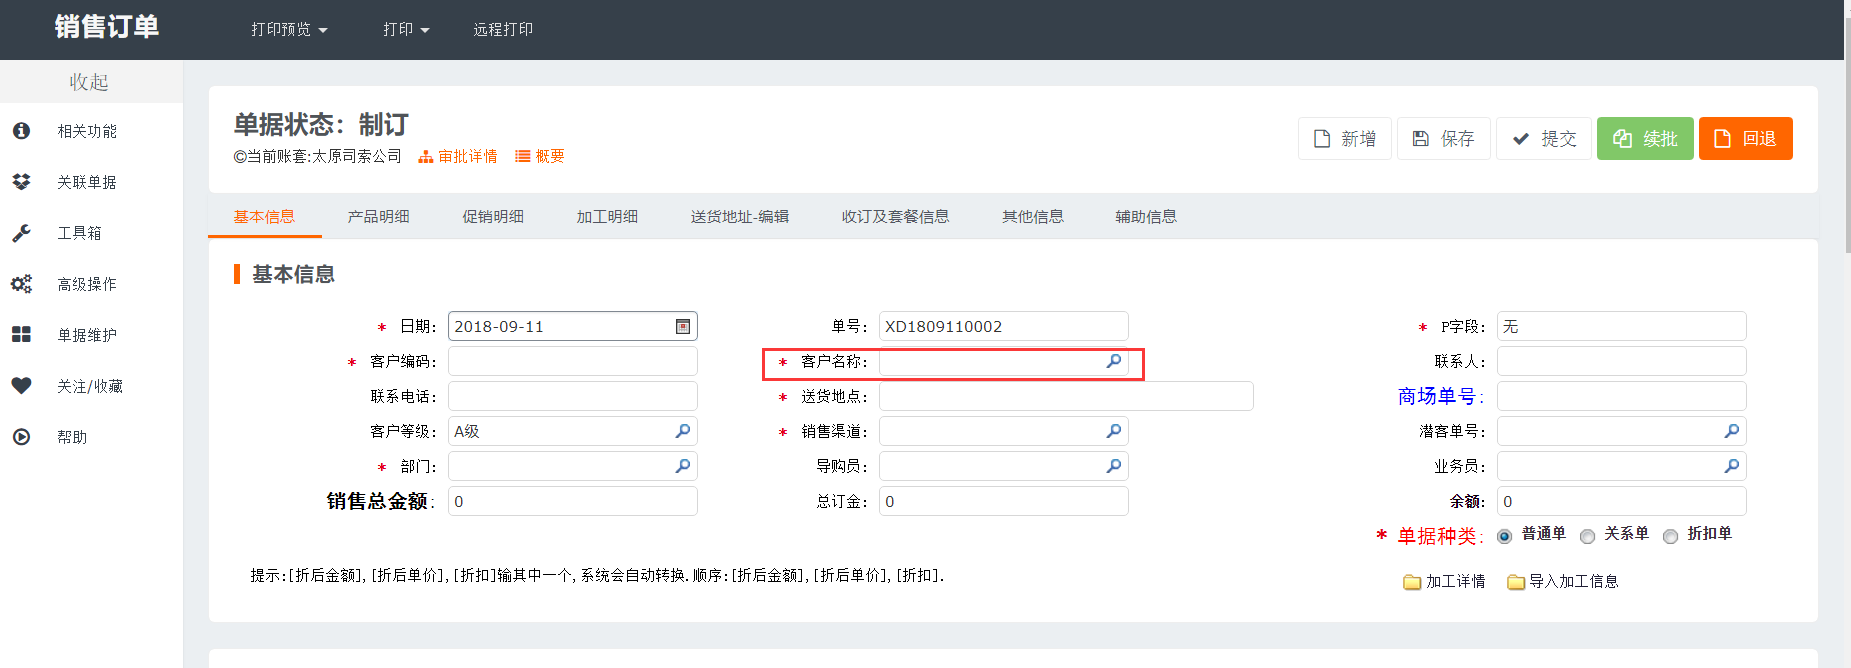 销售订单 打印预览 打印 远程打印
收起
相关功能
关联单据
工具箱
高级操作
单据维护
关注/收藏
帮助
单据状态：制订
©当前账套:太原司索公司 审批详情 概要
新增 保存 提交 续批 回退
基本信息 产品明细 促销明细 加工明细 送货地址-编辑 收订及套餐信息 其他信息 辅助信息
基本信息
* 日期: 2018-09-11 单号: XD1809110002 * P字段: 无
* 客户编码: * 客户名称: 联系人:
联系电话: * 送货地点: 商场单号:
客户等级: A级 * 销售渠道: 潜客单号:
* 部门: 导购员: 业务员:
销售总金额: 0 总订金: 0 余额: 0
* 单据种类: 普通单 关系单 折扣单
提示:[折后金额],[折后单价],[折扣]输其中一个,系统会自动转换.顺序:[折后金额],[折后单价],[折扣].
加工详情 导入加工信息